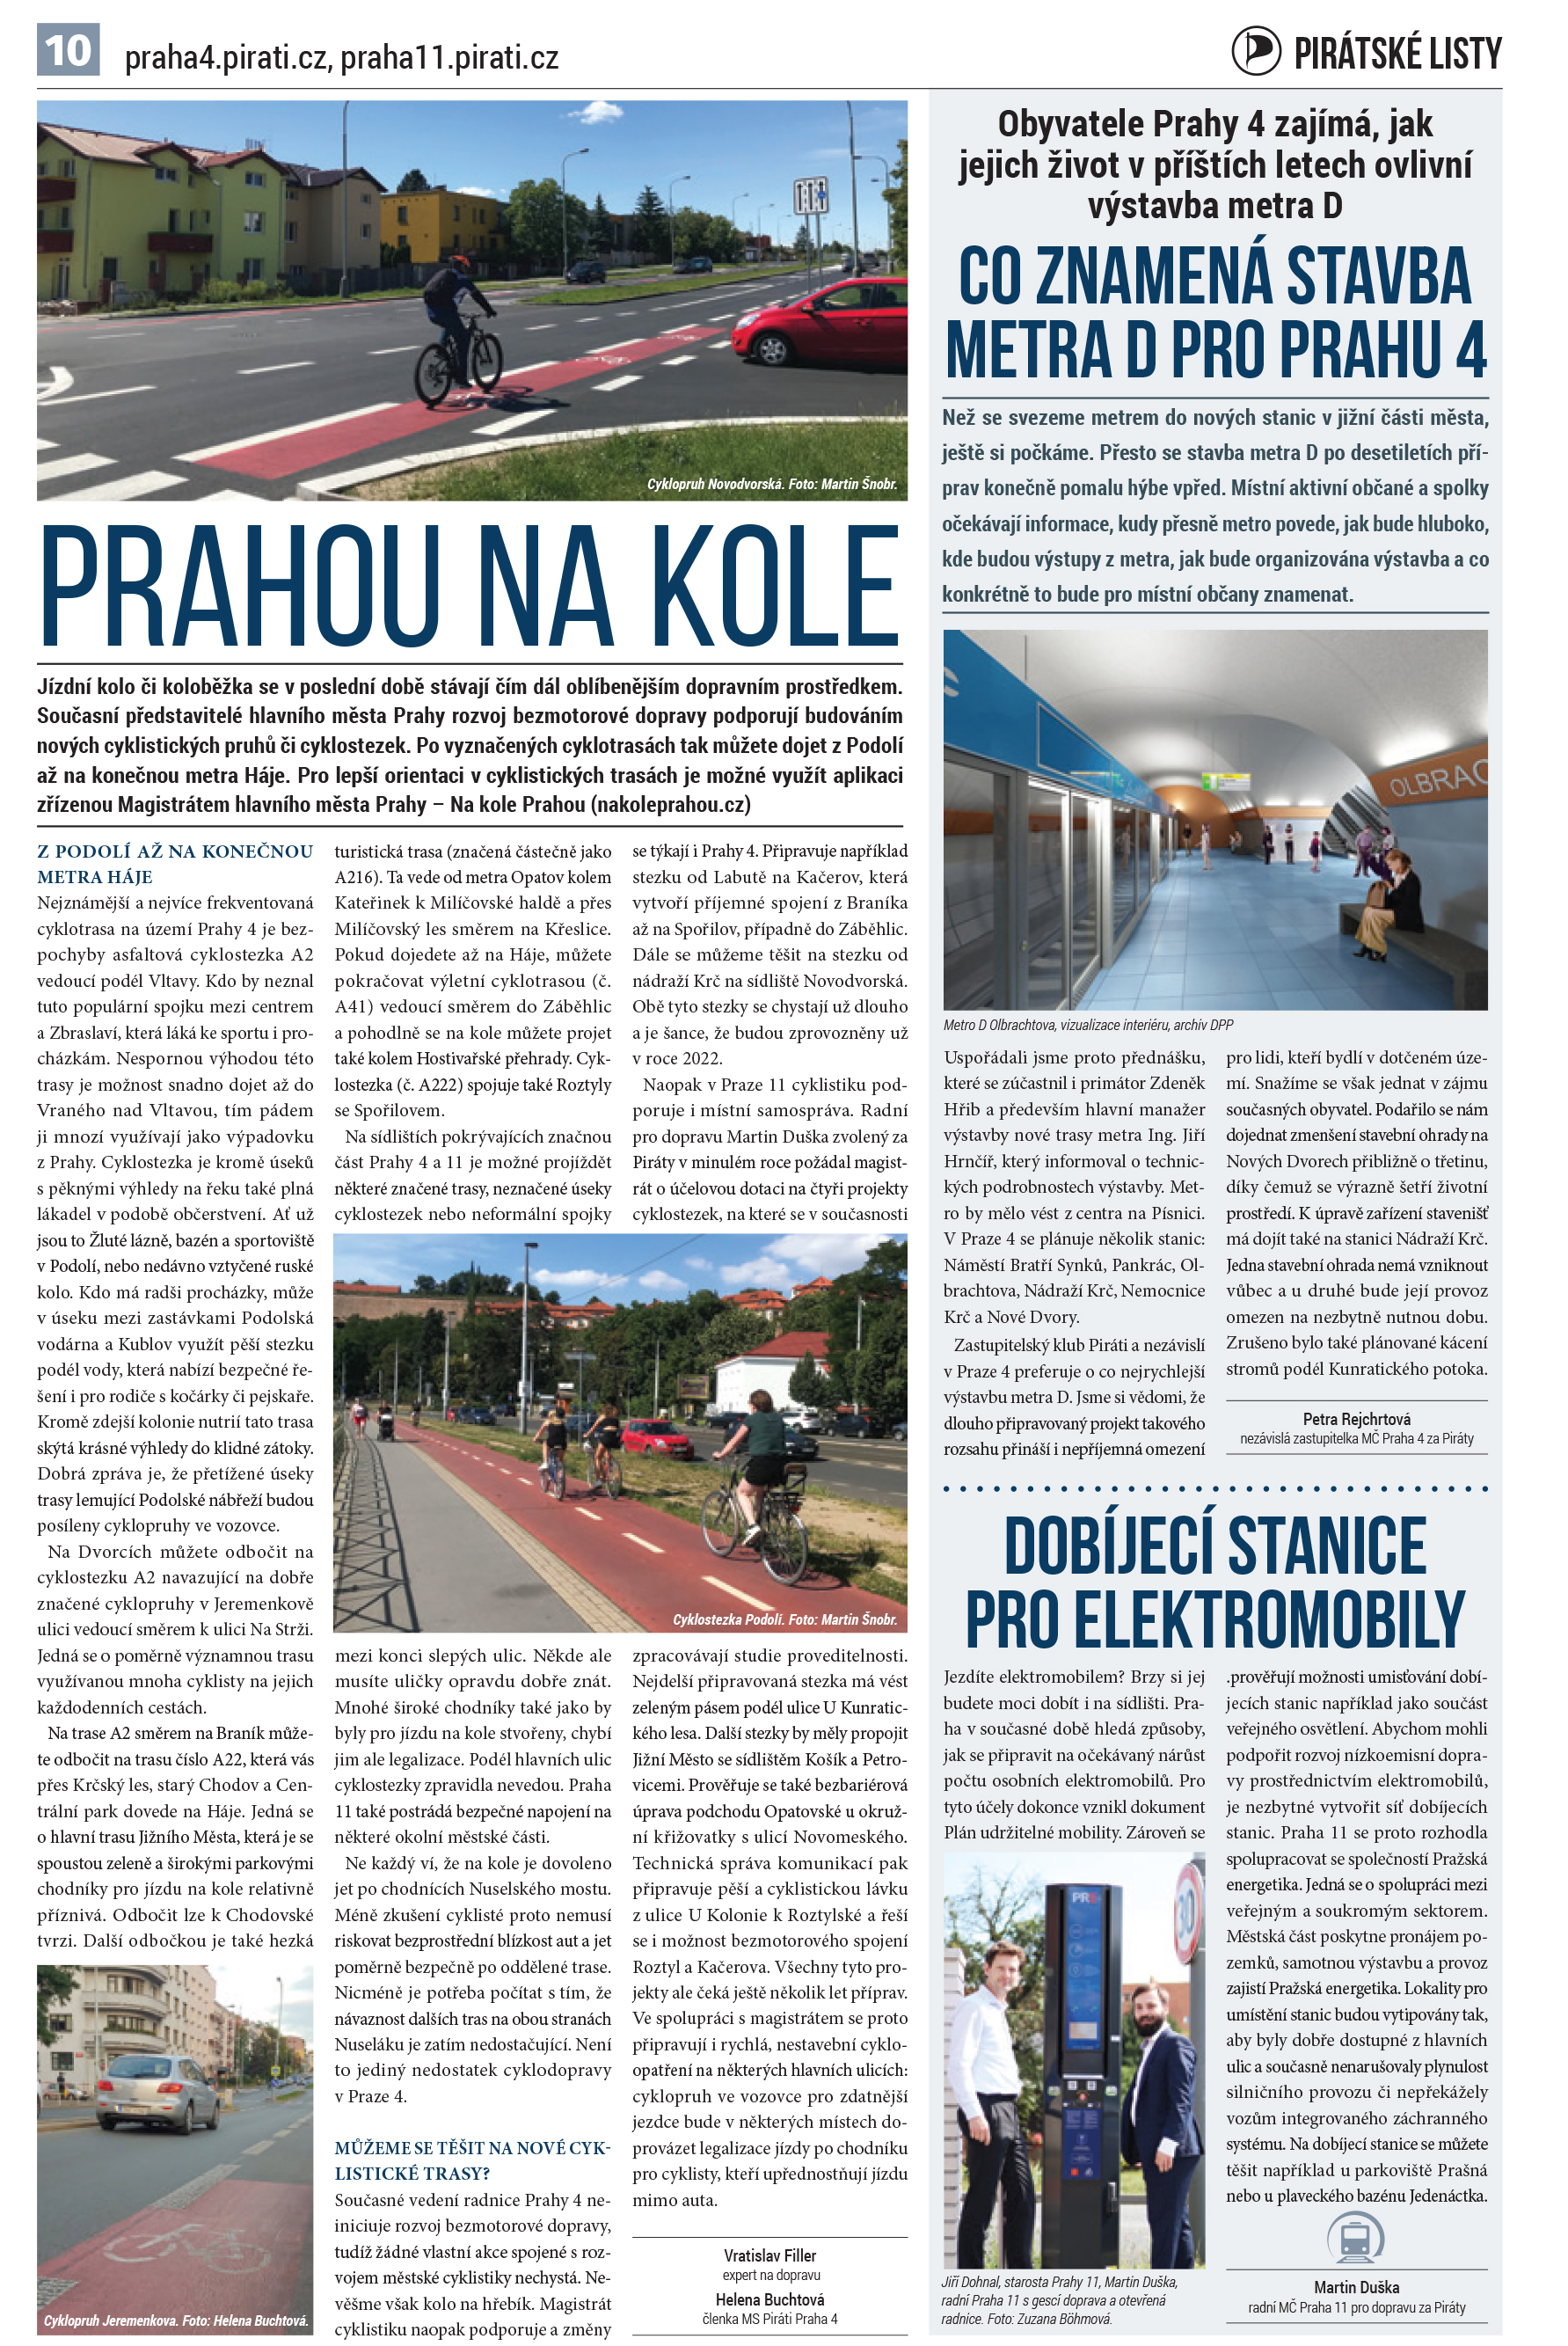 10
praha4.pirati.cz, praha11.pirati.cz
PIRÁTSKÉ LISTY
Cyklopruh Novodvorská. Foto: Martin Šnobr.
PRAHOU NA KOLE
Jízdní kolo či koloběžka se v poslední době stávají čím dál oblíbenějším dopravním prostředkem.
Současní představitelé hlavního města Prahy rozvoj bezmotorové dopravy podporují budováním
nových cyklistických pruhů či cyklostezek. Po vyznačených cyklotrasách tak můžete dojet z Podolí
až na konečnou metra Háje. Pro lepší orientaci v cyklistických trasách je možné využít aplikaci
zřízenou Magistrátem hlavního města Prahy – Na kole Prahou (nakoleprahou.cz)
Z PODOLÍ AŽ NA KONEČNOU
METRA HÁJE
Nejznámější a nejvíce frekventovaná
cyklotrasa na území Prahy 4 je bez-
pochyby asfaltová cyklostezka A2
vedoucí podél Vltavy. Kdo by neznal
tuto populární spojku mezi centrem
a Zbraslaví, která láká ke sportu i pro-
cházkám. Nespornou výhodou této
trasy je možnost snadno dojet až do
Vraného nad Vltavou, tím pádem
ji mnozí využívají jako výpadovku
z Prahy. Cyklostezka je kromě úseků
s pěknými výhledy na řeku také plná
lákadel v podobě občerstvení. Ať už
jsou to Žluté lázně, bazén a sportoviště
v Podolí, nebo nedávno vztyčené ruské
kolo. Kdo má radši procházky, může
v úseku mezi zastávkami Podolská
vodárna a Kublov využít pěší stezku
podél vody, která nabízí bezpečné ře-
šení i pro rodiče s kočárky či pejskaře.
Kromě zdejší kolonie nutrií tato trasa
skýtá krásné výhledy do klidné zátoky.
Dobrá zpráva je, že přetížené úseky
trasy lemující Podolské nábřeží budou
posíleny cyklopruhy ve vozovce.
Na Dvorcích můžete odbočit na
cyklostezku A2 navazující na dobře
značené cyklopruhy v Jeremenkově
ulici vedoucí směrem k ulici Na Strži.
Jedná se o poměrně významnou trasu
využívanou mnoha cyklisty na jejich
každodenních cestách.
Na trase A2 směrem na Braník může-
te odbočit na trasu číslo A22, která vás
přes Krčský les, starý Chodov a Cen-
trální park dovede na Háje. Jedná se
o hlavní trasu Jižního Města, která je se
spoustou zeleně a širokými parkovými
chodníky pro jízdu na kole relativně
příznivá. Odbočit lze k Chodovské
tvrzi. Další odbočkou je také hezká
Cyklopruh Jeremenkova. Foto: Helena Buchtová.
turistická trasa (značená částečně jako
A216). Ta vede od metra Opatov kolem
Kateřinek k Milíčovské haldě a přes
Milíčovský les směrem na Křeslice.
Pokud dojedete až na Háje, můžete
pokračovat výletní cyklotrasou (č.
A41) vedoucí směrem do Záběhlic
a pohodlně se na kole můžete projet
také kolem Hostivařské přehrady. Cyk-
lostezka (č. A222) spojuje také Roztyly
se Spořilovem.
Na sídlištích pokrývajících značnou
část Prahy 4 a 11 je možné projíždět
některé značené trasy, neznačené úseky
cyklostezek nebo neformální spojky
Cyklostezka Podolí. Foto: Martin Šnobr.
mezi konci slepých ulic. Někde ale
musíte uličky opravdu dobře znát.
Mnohé široké chodníky také jako by
byly pro jízdu na kole stvořeny, chybí
jim ale legalizace. Podél hlavních ulic
cyklostezky zpravidla nevedou. Praha
11 také postrádá bezpečné napojení na
některé okolní městské části.
Ne každý ví, že na kole je dovoleno
jet po chodnících Nuselského mostu.
Méně zkušení cyklisté proto nemusí
riskovat bezprostřední blízkost aut a jet
poměrně bezpečně po oddělené trase.
Nicméně je potřeba počítat s tím, že
návaznost dalších tras na obou stranách
Nuseláku je zatím nedostačující. Není
to jediný nedostatek cyklodopravy
v Praze 4.
MŮŽEME SE TĚŠIT NA NOVÉ CYK-
LISTICKÉ TRASY?
Současné vedení radnice Prahy 4 ne-
iniciuje rozvoj bezmotorové dopravy,
tudíž žádné vlastní akce spojené s roz-
vojem městské cyklistiky nechystá. Ne-
věšme však kolo na hřebík. Magistrát
cyklistiku naopak podporuje a změny
se týkají i Prahy 4. Připravuje například
stezku od Labutě na Kačerov, která
vytvoří příjemné spojení z Braníka
až na Spořilov, případně do Záběhlic.
Dále se můžeme těšit na stezku od
nádraží Krč na sídliště Novodvorská.
Obě tyto stezky se chystají už dlouho
a je šance, že budou zprovozněny už
v roce 2022.
Naopak v Praze 11 cyklistiku pod-
poruje i místní samospráva. Radní
pro dopravu Martin Duška zvolený za
Piráty v minulém roce požádal magist-
rát o účelovou dotaci na čtyři projekty
cyklostezek, na které se v současnosti
zpracovávají studie proveditelnosti.
Nejdelší připravovaná stezka má vést
zeleným pásem podél ulice U Kunratic-
kého lesa. Další stezky by měly propojit
Jižní Město se sídlištěm Košík a Petro-
vicemi. Prověřuje se také bezbariérová
úprava podchodu Opatovské u okruž-
ní křižovatky s ulicí Novomeského.
Technická správa komunikací pak
připravuje pěší a cyklistickou lávku
z ulice U Kolonie k Roztylské a řeší
se i možnost bezmotorového spojení
Roztyl a Kačerova. Všechny tyto pro-
jekty ale čeká ještě několik let příprav.
Ve spolupráci s magistrátem se proto
připravují i rychlá, nestavební cyklo-
opatření na některých hlavních ulicích:
cyklopruh ve vozovce pro zdatnější
jezdce bude v některých místech do-
provázet legalizace jízdy po chodníku
pro cyklisty, kteří upřednostňují jízdu
mimo auta.
Vratislav Filler
expert na dopravu
Helena Buchtová
členka MS Piráti Praha 4
Obyvatele Prahy 4 zajímá, jak
jejich život v příštích letech ovlivní
výstavba metra D
CO ZNAMENÁ STAVBA
METRA D PRO PRAHU 4
Než se svezeme metrem do nových stanic v jižní části města,
ještě si počkáme. Přesto se stavba metra D po desetiletích pří-
prav konečně pomalu hýbe vpřed. Místní aktivní občané a spolky
očekávají informace, kudy přesně metro povede, jak bude hluboko,
kde budou výstupy z metra, jak bude organizována výstavba a co
konkrétně to bude pro místní občany znamenat.
OLBRAC
Metro D Olbrachtova, vizualizace interiéru, archiv DPP
Uspořádali jsme proto přednášku,
které se zúčastnil i primátor Zdeněk
Hřib a především hlavní manažer
výstavby nové trasy metra Ing. Jiří
Hrnčíř, který informoval o technic-
kých podrobnostech výstavby. Met-
ro by mělo vést z centra na Písnici.
V Praze 4 se plánuje několik stanic:
Náměstí Bratří Synků, Pankrác, Ol-
brachtova, Nádraží Krč, Nemocnice
Krč a Nové Dvory.
Zastupitelský klub Piráti a nezávislí
v Praze 4 preferuje o co nejrychlejší
výstavbu metra D. Jsme si vědomi, že
dlouho připravovaný projekt takového
rozsahu přináší i nepříjemná omezení
pro lidi, kteří bydlí v dotčeném úze-
mí. Snažíme se však jednat v zájmu
současných obyvatel. Podařilo se nám
dojednat zmenšení stavební ohrady na
Nových Dvorech přibližně o třetinu,
díky čemuž se výrazně šetří životní
prostředí. K úpravě zařízení stavenišť
má dojít také na stanici Nádraží Krč.
Jedna stavební ohrada nemá vzniknout
vůbec a u druhé bude její provoz
omezen na nezbytně nutnou dobu.
Zrušeno bylo také plánované kácení
stromů podél Kunratického potoka.
Petra Rejchrtová
nezávislá zastupitelka MČ Praha 4 za Piráty
DOBÍJECÍ STANICE
PRO ELEKTROMOBILY
Jezdíte elektromobilem? Brzy si jej
budete moci dobít i na sídlišti. Pra-
ha v současné době hledá způsoby,
jak se připravit na očekávaný nárůst
počtu osobních elektromobilů. Pro
tyto účely dokonce vznikl dokument
Plán udržitelné mobility. Zároveň se
PRE
30
Jiří Dohnal, starosta Prahy 11, Martin Duška,
radní Praha 11 s gescí doprava a otevřená
radnice. Foto: Zuzana Böhmová.
.prověřují možnosti umisťování dobí-
jecích stanic například jako součást
veřejného osvětlení. Abychom mohli
podpořit rozvoj nízkoemisní dopra-
vy prostřednictvím elektromobilů,
je nezbytné vytvořit síť dobíjecích
stanic. Praha 11 se proto rozhodla
spolupracovat se společností Pražská
energetika. Jedná se o spolupráci mezi
veřejným a soukromým sektorem.
Městská část poskytne pronájem po-
zemků, samotnou výstavbu a provoz
zajistí Pražská energetika. Lokality pro
umístění stanic budou vytipovány tak,
aby byly dobře dostupné z hlavních
ulic a současně nenarušovaly plynulost
silničního provozu či nepřekážely
vozům integrovaného záchranného
systému. Na dobíjecí stanice se můžete
těšit například u parkoviště Prašná
nebo u plaveckého bazénu Jedenáctka.
Martin Duška
radní MČ Praha 11 pro dopravu za Piráty